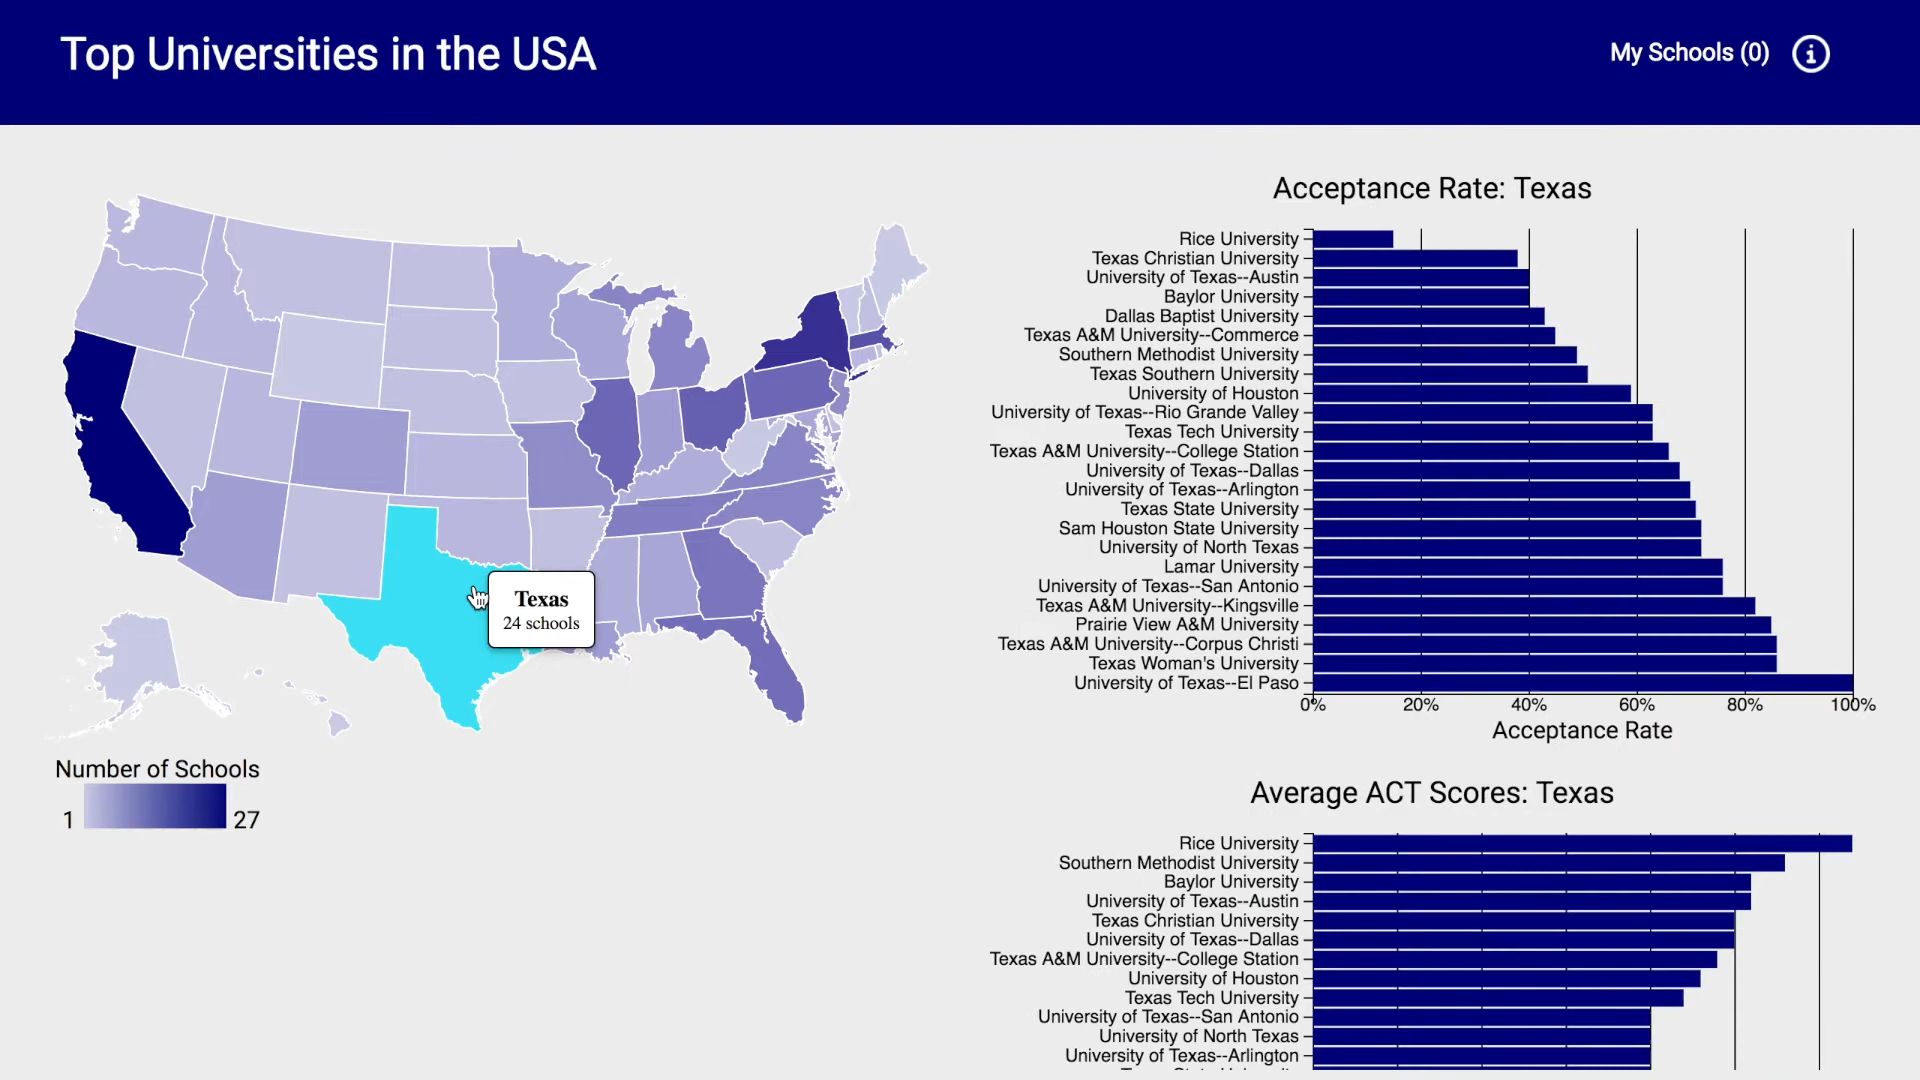 Top Universities in the USA
My Schools (0)
Texas
24 schools
Number of Schools
1
27
Acceptance Rate: Texas
Rice University
Texas Christian University
University of Texas--Austin
Baylor University
Dallas Baptist University
Texas A&M University--Commerce
Southern Methodist University
Texas Southern University
University of Houston
University of Texas--Rio Grande Valley
Texas Tech University
Texas A&M University--College Station
University of Texas--Dallas
University of Texas--Arlington
Texas State University
Sam Houston State University
University of North Texas
Lamar University
University of Texas--San Antonio
Texas A&M University--Kingsville
Prairie View A&M University
Texas A&M University--Corpus Christi
Texas Woman's University
University of Texas--El Paso
0% 20% 40% 60% 80% 100%
Acceptance Rate
Average ACT Scores: Texas
Rice University
Southern Methodist University
Baylor University
University of Texas--Austin
Texas Christian University
University of Texas--Dallas
Texas A&M University--College Station
University of Houston
Texas Tech University
University of Texas--San Antonio
University of North Texas
University of Texas--Arlington